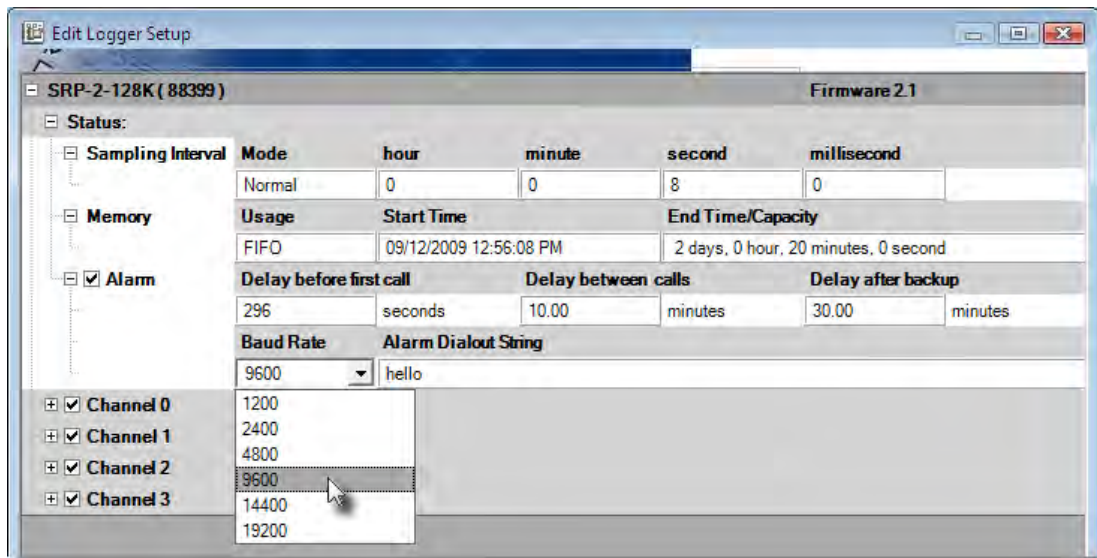 Edit Logger Setup
SRP-2-128K ( 88399 ) Firmware 2.1
Status:
Sampling Interval Mode hour minute second millisecond
Normal 0 0 8 0
Memory Usage Start Time End Time/Capacity
FIFO 09/12/2009 12:56:08 PM 2 days, 0 hour, 20 minutes, 0 second
Alarm Delay before first call Delay between calls Delay after backup
296 seconds 10.00 minutes 30.00 minutes
Baud Rate Alarm Dialout String
9600 hello
Channel 0 1200
2400
Channel 1
4800
Channel 2 9600
Channel 3 14400
19200